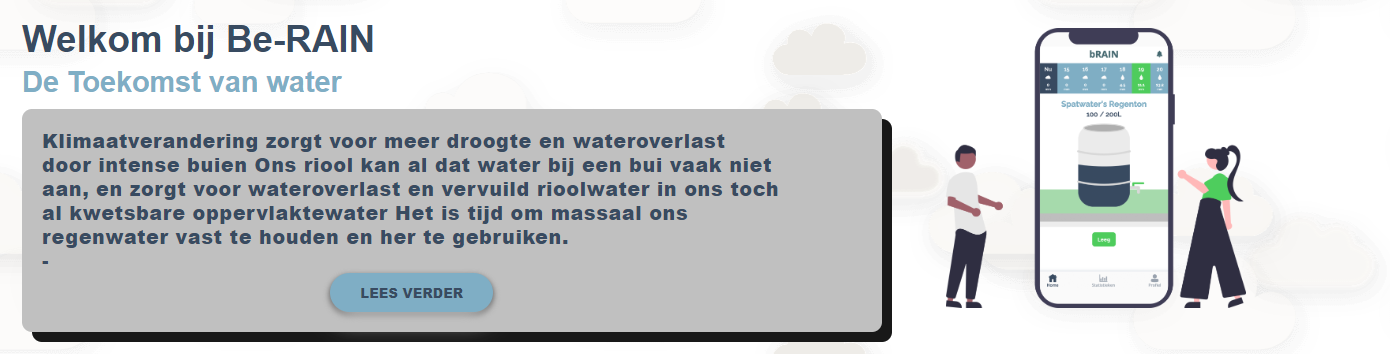 Welkom bij Be-RAIN
De Toekomst van water
Klimaatverandering zorgt voor meer droogte en wateroverlast
door intense buien Ons riool kan al dat water bij een bui vaak niet
aan, en zorgt voor wateroverlast en vervuild rioolwater in ons toch
al kwetsbare oppervlaktewater Het is tijd om massaal ons
regenwater vast te houden en her te gebruiken.
-
LEES VERDER
bRAIN
Nu 15 16 17 18 19 20
Spatwater's Regenton
100 / 200L
Leeg
Home Statistieken Profiel